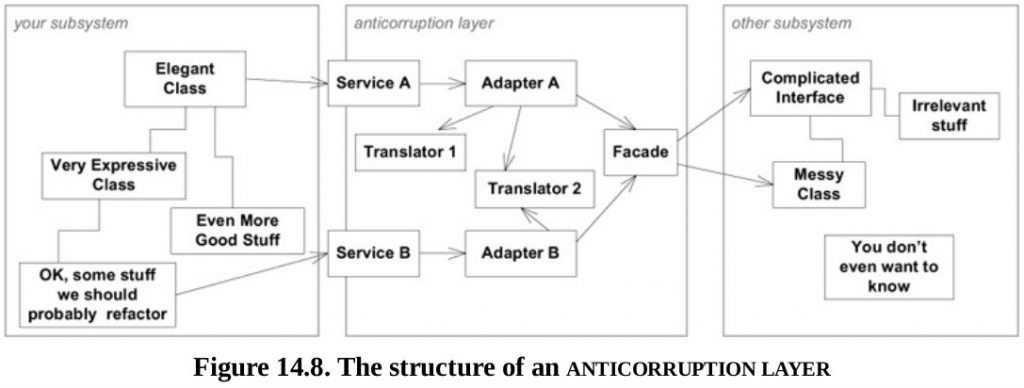 your subsystem
anticorruption layer
other subsystem
Elegant
Class
Service A
Adapter A
Complicated
Interface
Irrelevant
stuff
Translator 1
Facade
Very Expressive
Class
Translator 2
Messy
Class
Even More
Good Stuff
Service B
Adapter B
You don't
even want to
know
OK, some stuff
we should
probably refactor
Figure 14.8. The structure of an ANTICORRUPTION LAYER